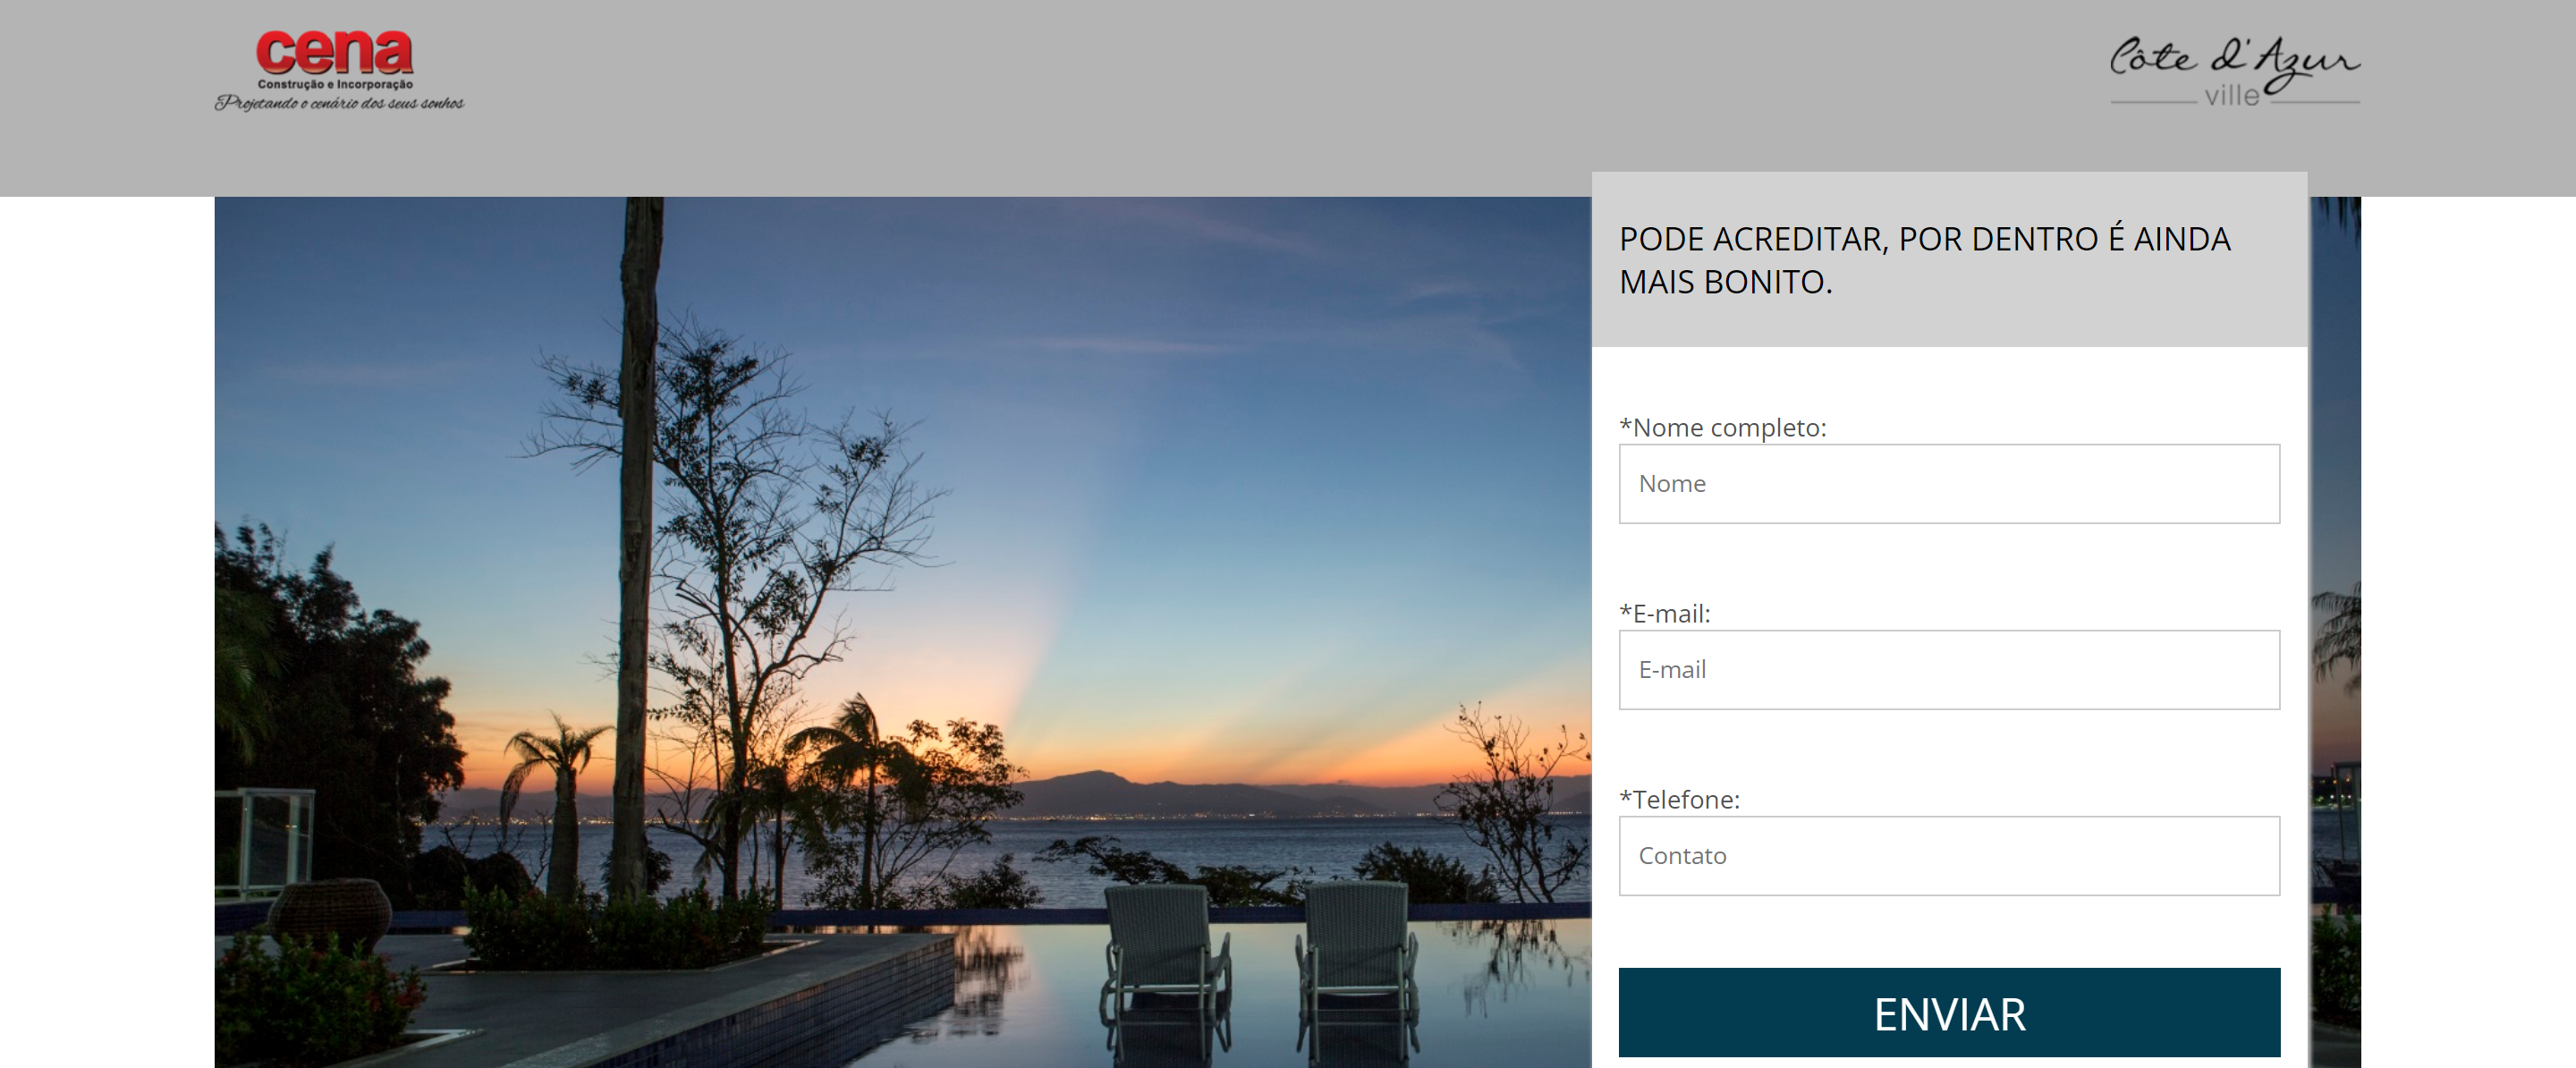 cena
Construção e Incorporação
Projetando o cenário dos seus sonhos
Côte d'Azur
ville
PODE ACREDITAR, POR DENTRO É AINDA
MAIS BONITO.
*Nome completo:
Nome
*E-mail:
E-mail
*Telefone:
Contato
ENVIAR